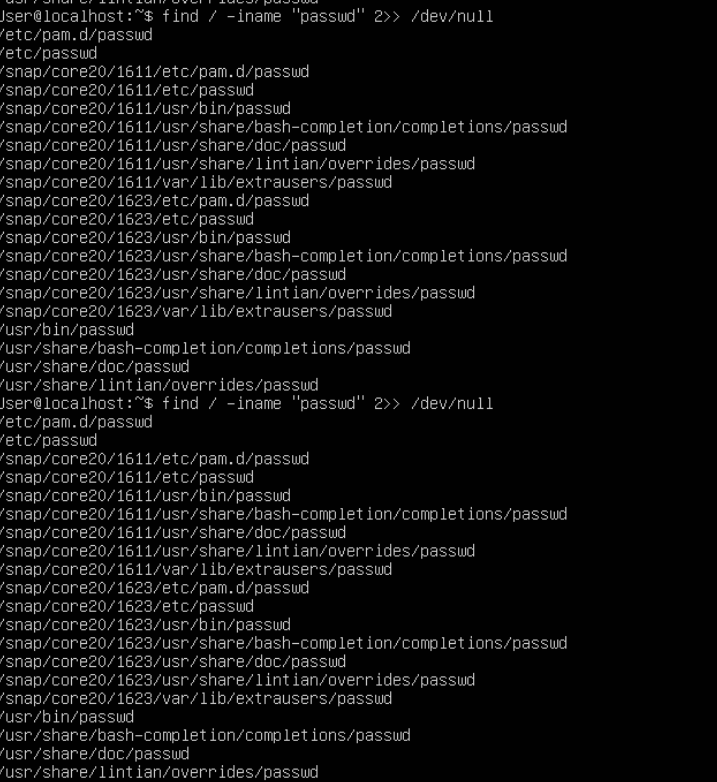 /usr/share/lintian/overrides/passwd
User@localhost:~$ find / -iname "passwd" 2>> /dev/null
/etc/pam.d/passwd
/etc/passwd
/snap/core20/1611/etc/pam.d/passwd
/snap/core20/1611/etc/passwd
/snap/core20/1611/usr/bin/passwd
/snap/core20/1611/usr/share/bash-completion/completions/passwd
/snap/core20/1611/usr/share/doc/passwd
/snap/core20/1611/usr/share/lintian/overrides/passwd
/snap/core20/1611/var/lib/extrausers/passwd
/snap/core20/1623/etc/pam.d/passwd
/snap/core20/1623/etc/passwd
/snap/core20/1623/usr/bin/passwd
/snap/core20/1623/usr/share/bash-completion/completions/passwd
/snap/core20/1623/usr/share/doc/passwd
/snap/core20/1623/usr/share/lintian/overrides/passwd
/snap/core20/1623/var/lib/extrausers/passwd
/usr/bin/passwd
/usr/share/bash-completion/completions/passwd
/usr/share/doc/passwd
/usr/share/lintian/overrides/passwd
User@localhost:~$ find / -iname "passwd" 2>> /dev/null
/etc/pam.d/passwd
/etc/passwd
/snap/core20/1611/etc/pam.d/passwd
/snap/core20/1611/etc/passwd
/snap/core20/1611/usr/bin/passwd
/snap/core20/1611/usr/share/bash-completion/completions/passwd
/snap/core20/1611/usr/share/doc/passwd
/snap/core20/1611/usr/share/lintian/overrides/passwd
/snap/core20/1611/var/lib/extrausers/passwd
/snap/core20/1623/etc/pam.d/passwd
/snap/core20/1623/etc/passwd
/snap/core20/1623/usr/bin/passwd
/snap/core20/1623/usr/share/bash-completion/completions/passwd
/snap/core20/1623/usr/share/doc/passwd
/snap/core20/1623/usr/share/lintian/overrides/passwd
/snap/core20/1623/var/lib/extrausers/passwd
/usr/bin/passwd
/usr/share/bash-completion/completions/passwd
/usr/share/doc/passwd
/usr/share/lintian/overrides/passwd